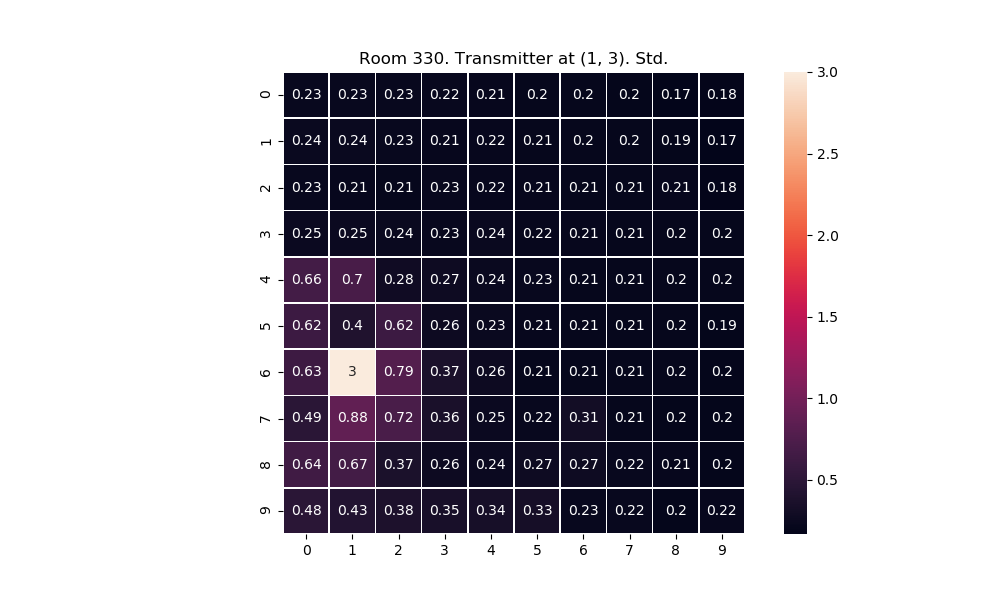 Room 330. Transmitter at (1, 3). Std.
0 0.23 0.23 0.23 0.22 0.21 0.2 0.2 0.2 0.17 0.18
1 0.24 0.24 0.23 0.21 0.22 0.21 0.2 0.2 0.19 0.17
2 0.23 0.21 0.21 0.23 0.22 0.21 0.21 0.21 0.21 0.18
3 0.25 0.25 0.24 0.23 0.24 0.22 0.21 0.21 0.2 0.2
4 0.66 0.7 0.28 0.27 0.24 0.23 0.21 0.21 0.2 0.2
5 0.62 0.4 0.62 0.26 0.23 0.21 0.21 0.21 0.2 0.19
6 0.63 3 0.79 0.37 0.26 0.21 0.21 0.21 0.2 0.2
7 0.49 0.88 0.72 0.36 0.25 0.22 0.31 0.21 0.2 0.2
8 0.64 0.67 0.37 0.26 0.24 0.27 0.27 0.22 0.21 0.2
9 0.48 0.43 0.38 0.35 0.34 0.33 0.23 0.22 0.2 0.22
0 1 2 3 4 5 6 7 8 9
3.0
2.5
2.0
1.5
1.0
0.5